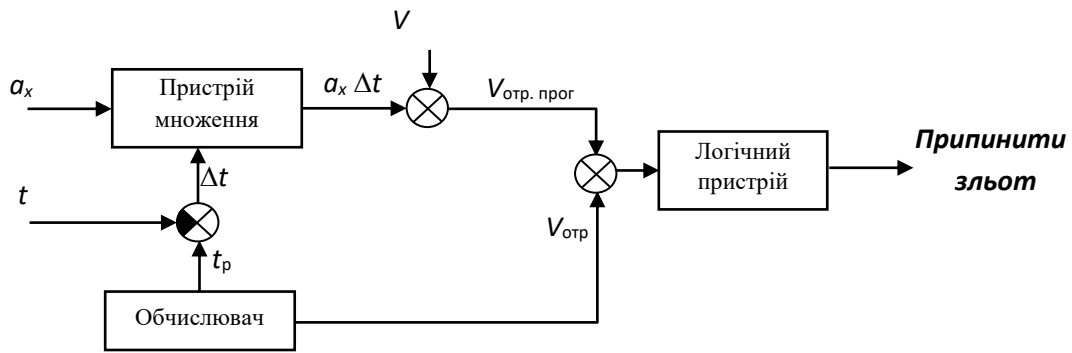 V
aₓ
Пристрій
множення
aₓ Δt
Vотр. прог
Логічний
пристрій
Припинити
зльот
Δt
t
Vотр
tр
Обчислювач